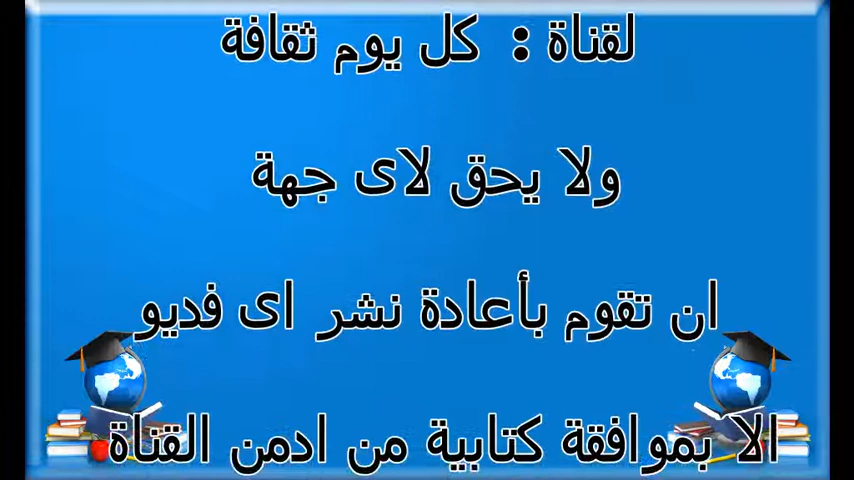 لقناة : كل يوم ثقافة
ولا يحق لاى جهة
ان تقوم بأعادة نشر اى فديو
الا بموافقة كتابية من ادمن القناة